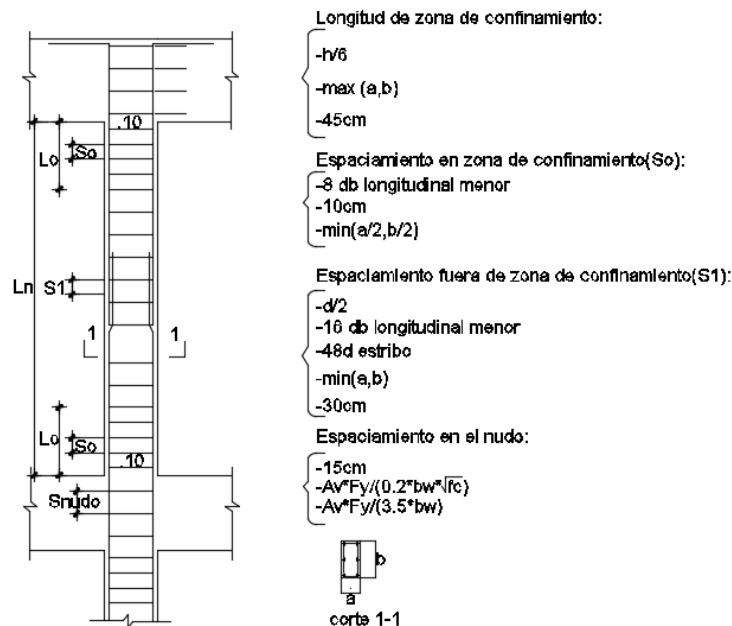 Longitud de zona de confinamiento:
-h/6
-max (a,b)
-45cm
Espaciamiento en zona de confinamiento(So):
-8 db longitudinal menor
-10cm
-min(a/2,b/2)
Espaciamiento fuera de zona de confinamiento(S1):
-d/2
-16 db longitudinal menor
-48d estribo
-min(a,b)
-30cm
Espaciamiento en el nudo:
-15cm
-Av*Fy/(0.2*bw*√fc)
-Av*Fy/(3.5*bw)
.10
Lo
So
Ln
S1
1
1
Lo
So
.10
Snudo
b
a
corte 1-1